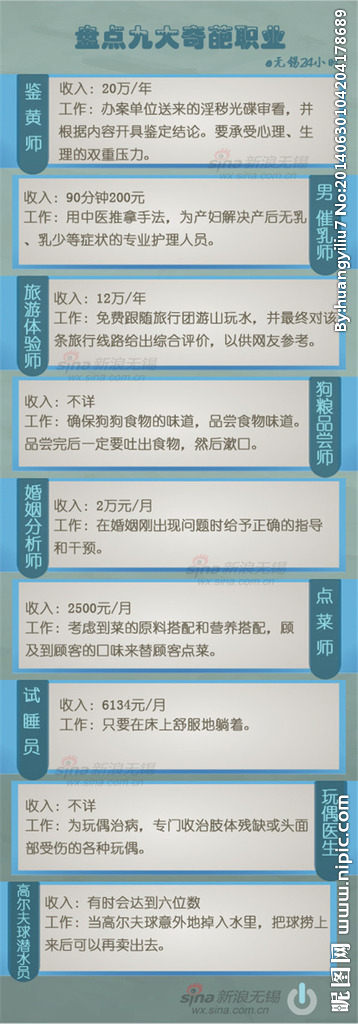 盘点九大奇葩职业
@无锡24小时
鉴黄师
收入：20万/年
工作：办案单位送来的淫秽光碟审看，并
根据内容开具鉴定结论。要承受心理、生
理的双重压力。
男催乳师
收入：90分钟200元
工作：用中医推拿手法，为产妇解决产后无乳
、乳少等症状的专业护理人员。
旅游体验师
收入：12万/年
工作：免费跟随旅行团游山玩水，并最终对该
条旅行线路给出综合评价，以供网友参考。
狗粮品尝师
收入：不详
工作：确保狗狗食物的味道，品尝食物味道。
品尝完后一定要吐出食物，然后漱口。
婚姻分析师
收入：2万元/月
工作：在婚姻刚出现问题时给予正确的指导
和干预。
点菜师
收入：2500元/月
工作：考虑到菜的原料搭配和营养搭配，顾
及到顾客的口味来替顾客点菜。
试睡员
收入：6134元/月
工作：只要在床上舒服地躺着。
玩偶医生
收入：不详
工作：为玩偶治病，专门收治肢体残缺或头面
部受伤的各种玩偶。
高尔夫球潜水员
收入：有时会达到六位数
工作：当高尔夫球意外地掉入水里，把球捞上
来后可以再卖出去。
sina新浪无锡
wx.sina.com.cn
sina新浪无锡
wx.sina.com.cn
sina新浪无锡
wx.sina.com.cn
sina新浪无锡
wx.sina.com.cn
sina新浪无锡
wx.sina.com.cn
By:huangyiliu7 No:20140630104204178689
昵图网 www.nipic.com